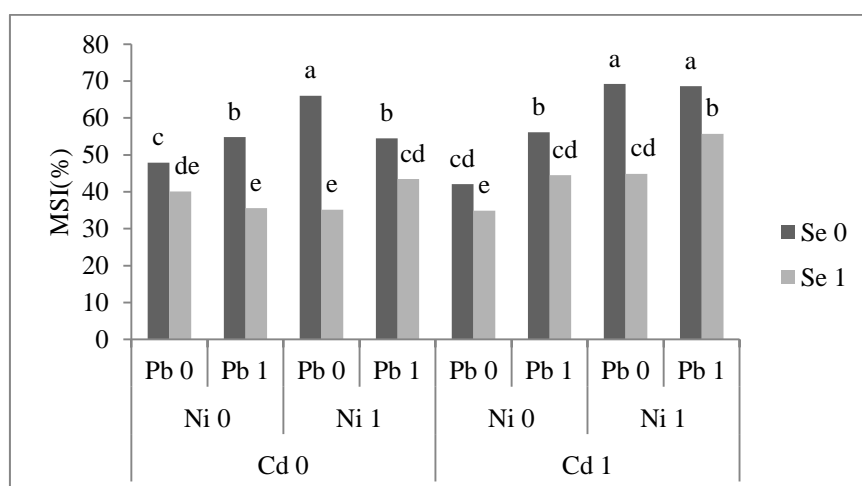 80
70
60
50
40
30
20
10
0
MSI(%)
c
de
b
e
a
e
b
cd
cd
e
b
cd
a
cd
a
b
Se 0
Se 1
Pb 0 Pb 1 Pb 0 Pb 1 Pb 0 Pb 1 Pb 0 Pb 1
Ni 0 Ni 1 Ni 0 Ni 1
Cd 0 Cd 1